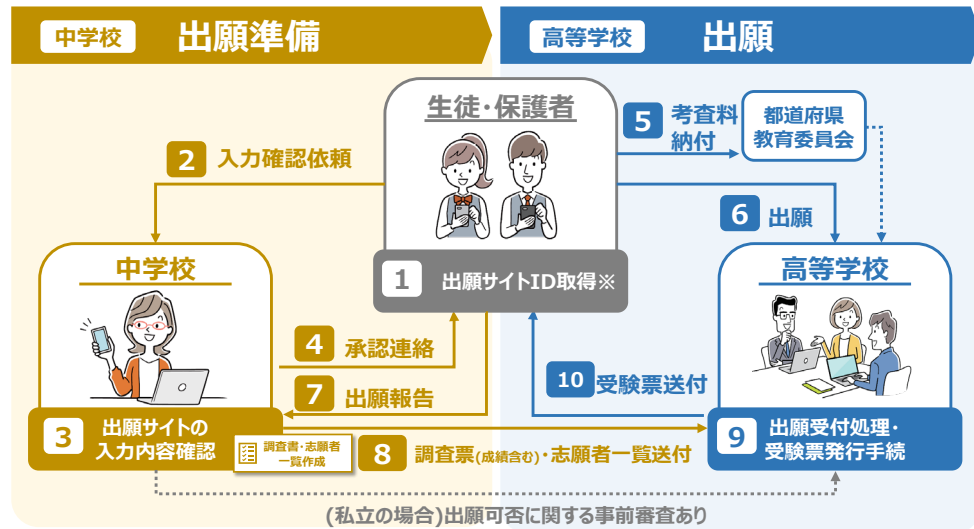 中学校 出願準備
高等学校 出願
生徒・保護者
5 考査料
納付
都道府県
教育委員会
2 入力確認依頼
6 出願
中学校
1 出願サイトID取得※
高等学校
4 承認連絡
7 出願報告
10 受験票送付
3 出願サイトの
入力内容確認
調査書・志願者
一覧作成
8 調査票(成績含む)・志願者一覧送付
9 出願受付処理・
受験票発行手続
(私立の場合)出願可否に関する事前審査あり